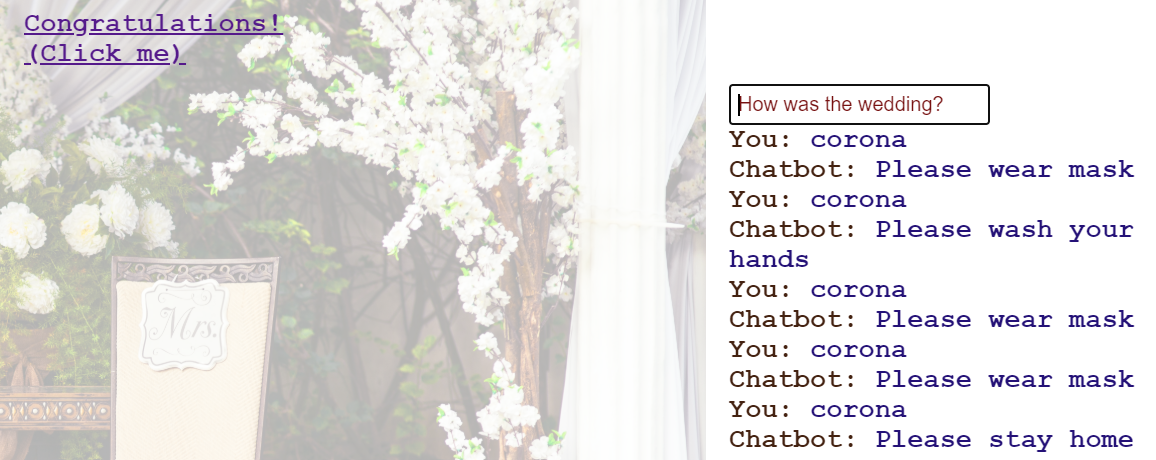 Congratulations!
(Click me)
Mrs.
How was the wedding?
You: corona
Chatbot: Please wear mask
You: corona
Chatbot: Please wash your
hands
You: corona
Chatbot: Please wear mask
You: corona
Chatbot: Please wear mask
You: corona
Chatbot: Please stay home